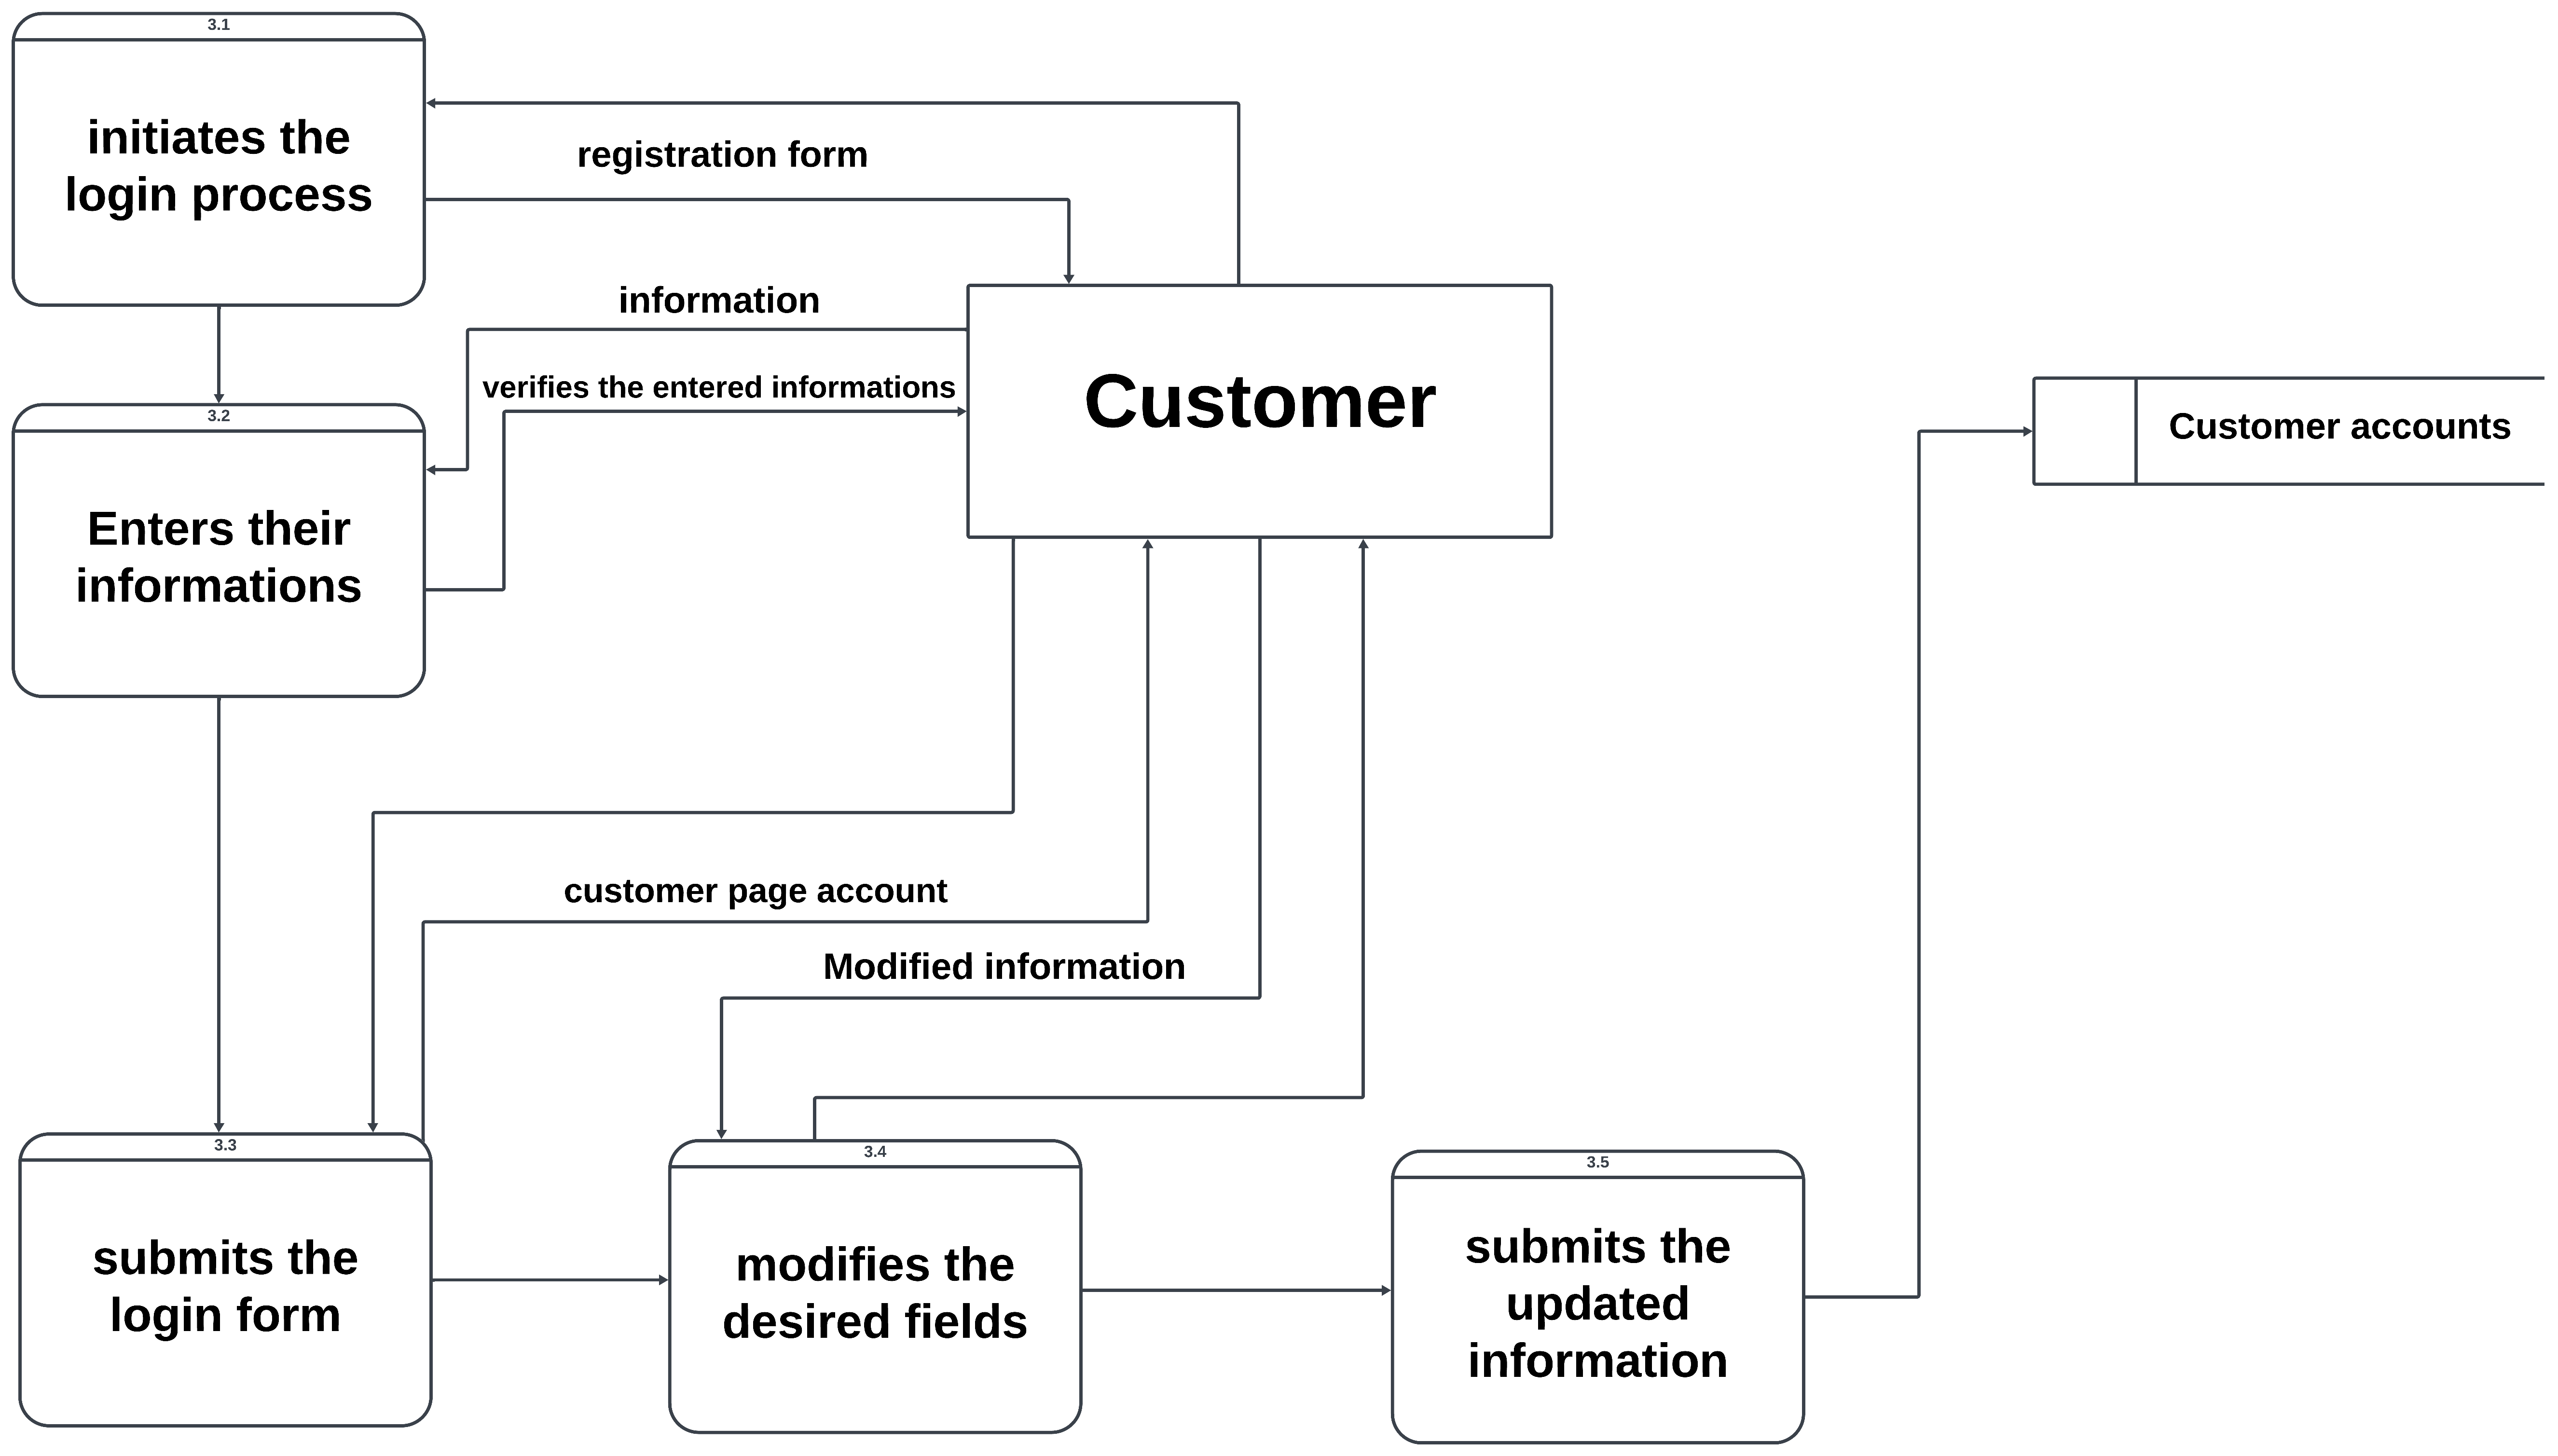 3.1
initiates the
login process
registration form
information
verifies the entered informations
Customer
Customer accounts
3.2
Enters their
informations
customer page account
Modified information
3.3
submits the
login form
3.4
modifies the
desired fields
3.5
submits the
updated
information